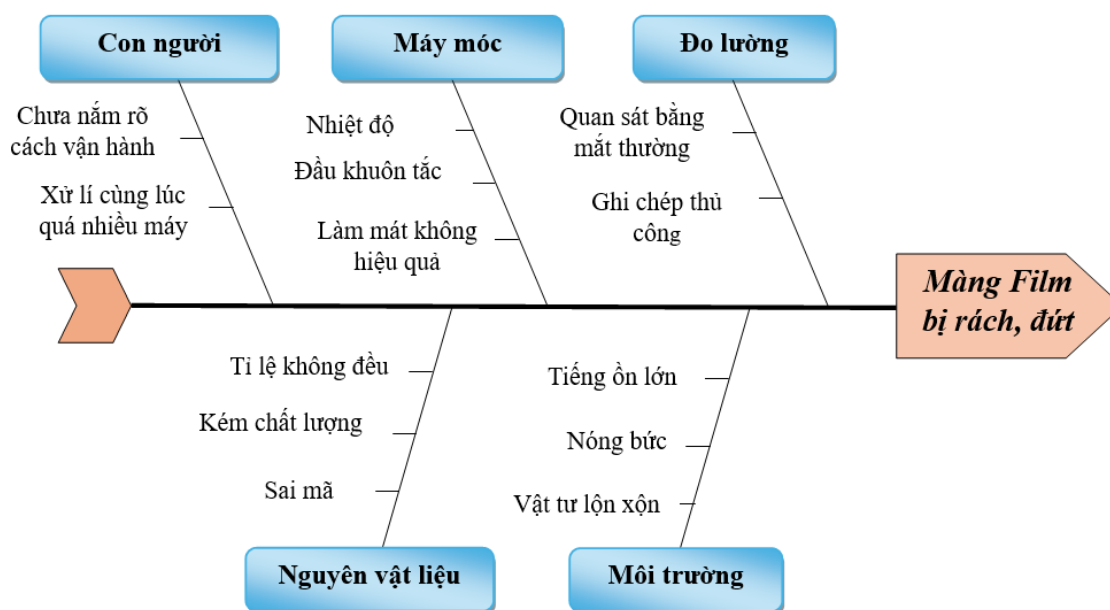 Con người
Máy móc
Đo lường
Chưa nắm rõ
cách vận hành
Xử lí cùng lúc
quá nhiều máy
Nhiệt độ
Đầu khuôn tắc
Làm mát không
hiệu quả
Quan sát bằng
mắt thường
Ghi chép thủ
công
Màng Film
bị rách, đứt
Tỉ lệ không đều
Kém chất lượng
Sai mã
Tiếng ồn lớn
Nóng bức
Vật tư lộn xộn
Nguyên vật liệu
Môi trường